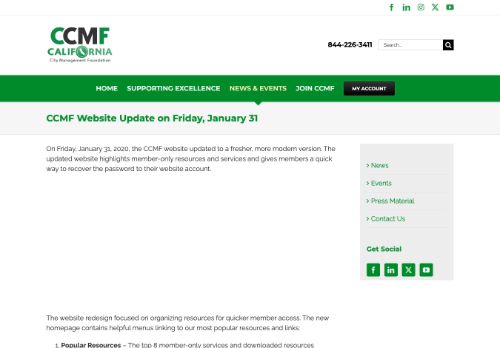 CCMF
CALIFORNIA
City Management Foundation
844-226-3411
Search...
HOME SUPPORTING EXCELLENCE NEWS & EVENTS JOIN CCMF MY ACCOUNT
CCMF Website Update on Friday, January 31
On Friday, January 31, 2020, the CCMF website updated to a fresher, more modern version. The
updated website highlights member-only resources and services and gives members a quick
way to recover the password to their website account.
> News
> Events
> Press Material
> Contact Us
Get Social
The website redesign focused on organizing resources for quicker member access. The new
homepage contains helpful menus linking to our most popular resources and links:
1. Popular Resources – The top 8 member-only services and downloaded resources